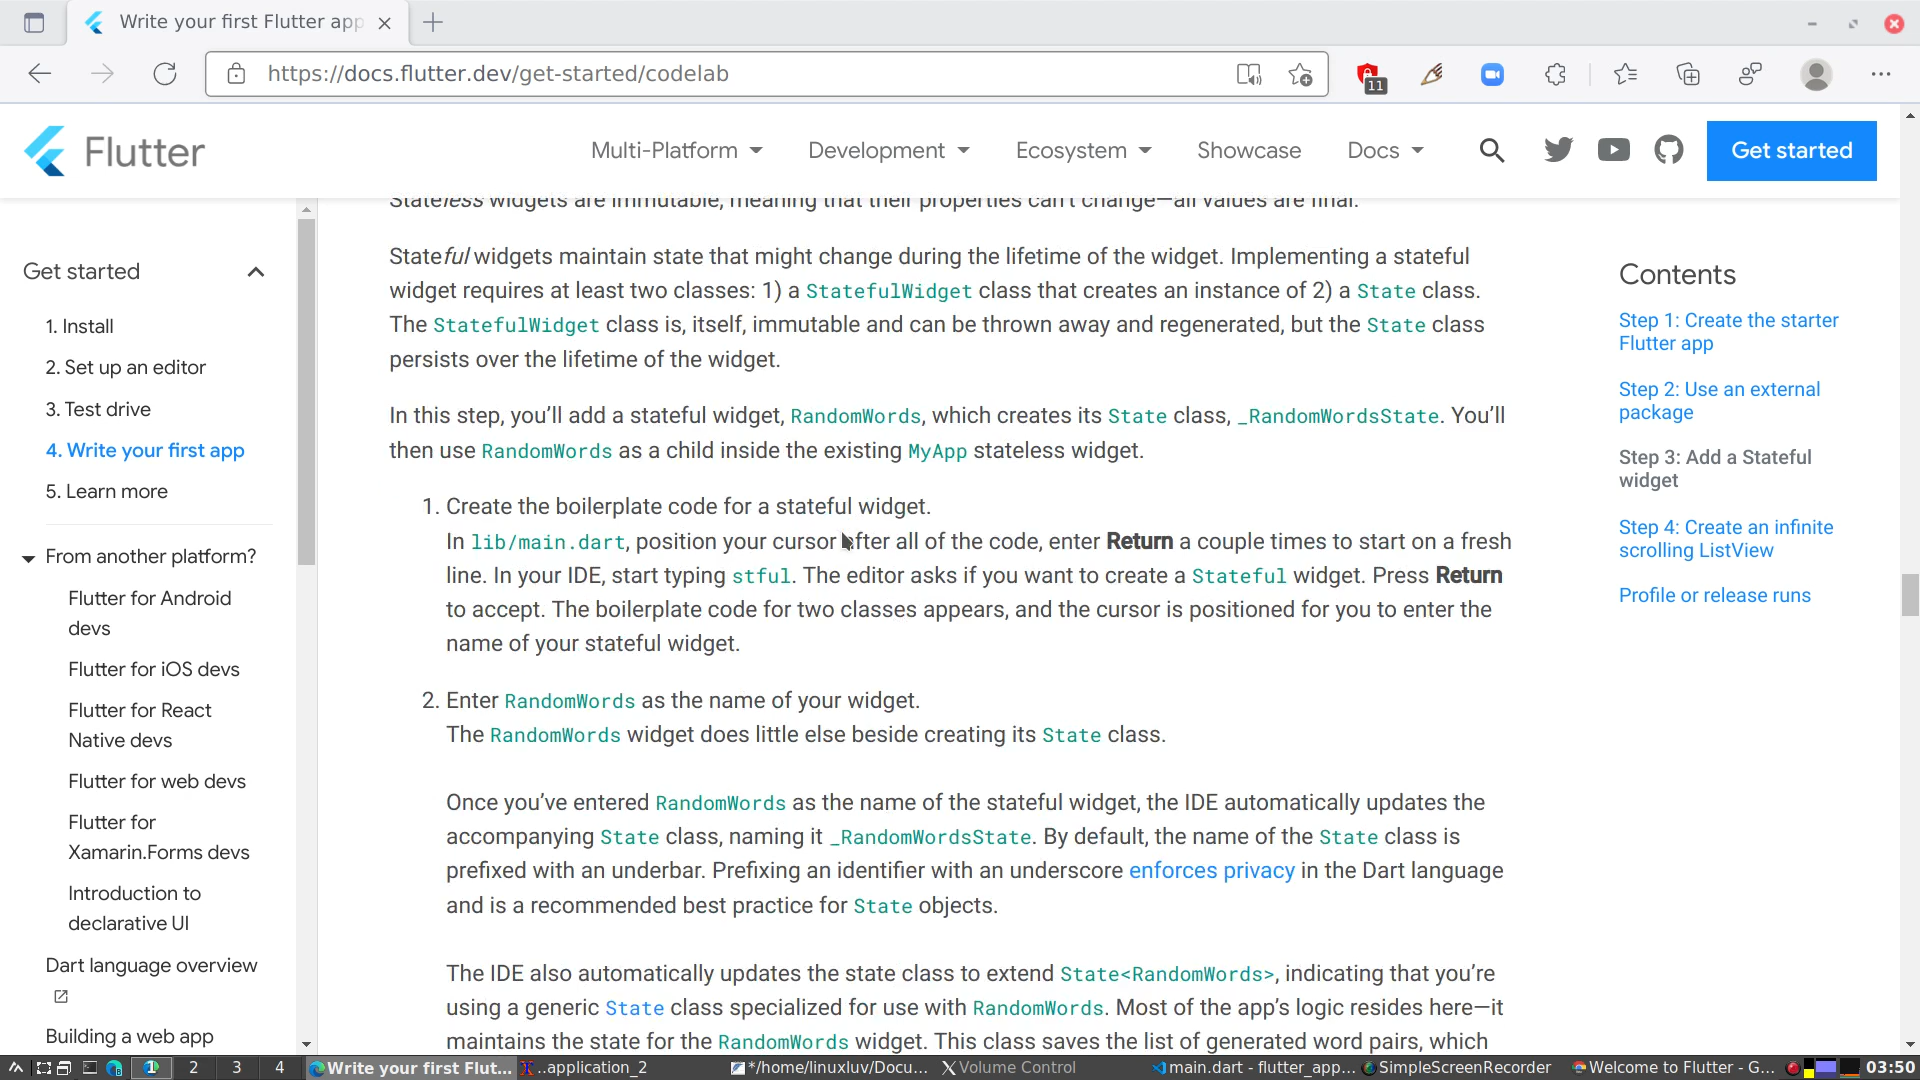 Write your first Flutter app
https://docs.flutter.dev/get-started/codelab
11
Flutter
Multi-Platform
Development
Ecosystem
Showcase
Docs
Get started
Get started
1. Install
2. Set up an editor
3. Test drive
4. Write your first app
5. Learn more
From another platform?
Flutter for Android
devs
Flutter for iOS devs
Flutter for React
Native devs
Flutter for web devs
Flutter for
Xamarin.Forms devs
Introduction to
declarative UI
Dart language overview
Building a web app
Stateless widgets are immutable, meaning that their properties can't change—all values are final.
Stateful widgets maintain state that might change during the lifetime of the widget. Implementing a stateful
widget requires at least two classes: 1) a StatefulWidget class that creates an instance of 2) a State class.
The StatefulWidget class is, itself, immutable and can be thrown away and regenerated, but the State class
persists over the lifetime of the widget.
In this step, you'll add a stateful widget, RandomWords, which creates its State class, _RandomWordsState. You'll
then use RandomWords as a child inside the existing MyApp stateless widget.
1. Create the boilerplate code for a stateful widget.
In lib/main.dart, position your cursor after all of the code, enter Return a couple times to start on a fresh
line. In your IDE, start typing stful. The editor asks if you want to create a Stateful widget. Press Return
to accept. The boilerplate code for two classes appears, and the cursor is positioned for you to enter the
name of your stateful widget.
2. Enter RandomWords as the name of your widget.
The RandomWords widget does little else beside creating its State class.
Once you've entered RandomWords as the name of the stateful widget, the IDE automatically updates the
accompanying State class, naming it _RandomWordsState. By default, the name of the State class is
prefixed with an underbar. Prefixing an identifier with an underscore enforces privacy in the Dart language
and is a recommended best practice for State objects.
The IDE also automatically updates the state class to extend State<RandomWords>, indicating that you're
using a generic State class specialized for use with RandomWords. Most of the app's logic resides here—it
maintains the state for the RandomWords widget. This class saves the list of generated word pairs, which
Contents
Step 1: Create the starter
Flutter app
Step 2: Use an external
package
Step 3: Add a Stateful
widget
Step 4: Create an infinite
scrolling ListView
Profile or release runs
1
2
3
4
Write your first Flut...
..application_2
*/home/linuxluv/Docu...
Volume Control
main.dart - flutter_app...
SimpleScreenRecorder
Welcome to Flutter - G...
03:50